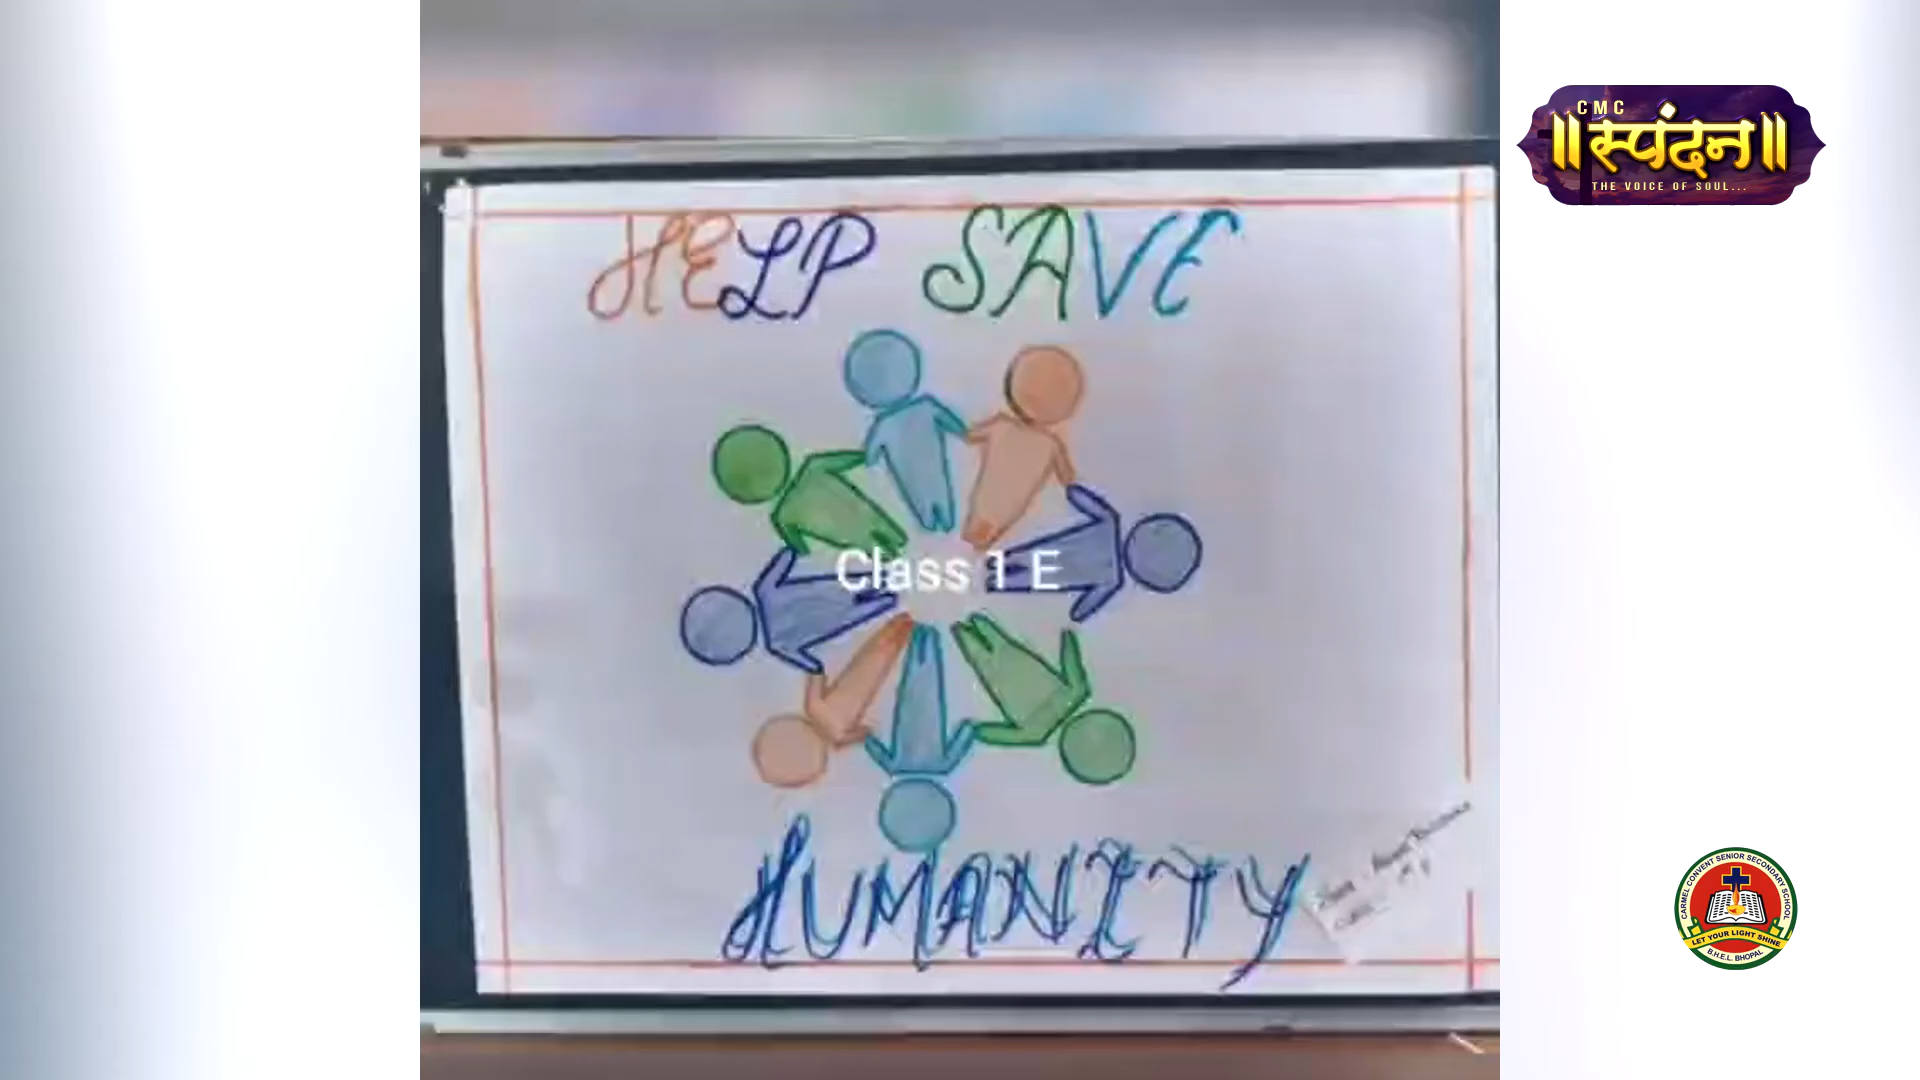 CMC
॥स्पंदन॥
THE VOICE OF SOUL...
HELP SAVE
Class 1 E
HUMANITY
CARMEL CONVENT SENIOR SECONDARY SCHOOL
LET YOUR LIGHT SHINE
B.H.E.L. BHOPAL